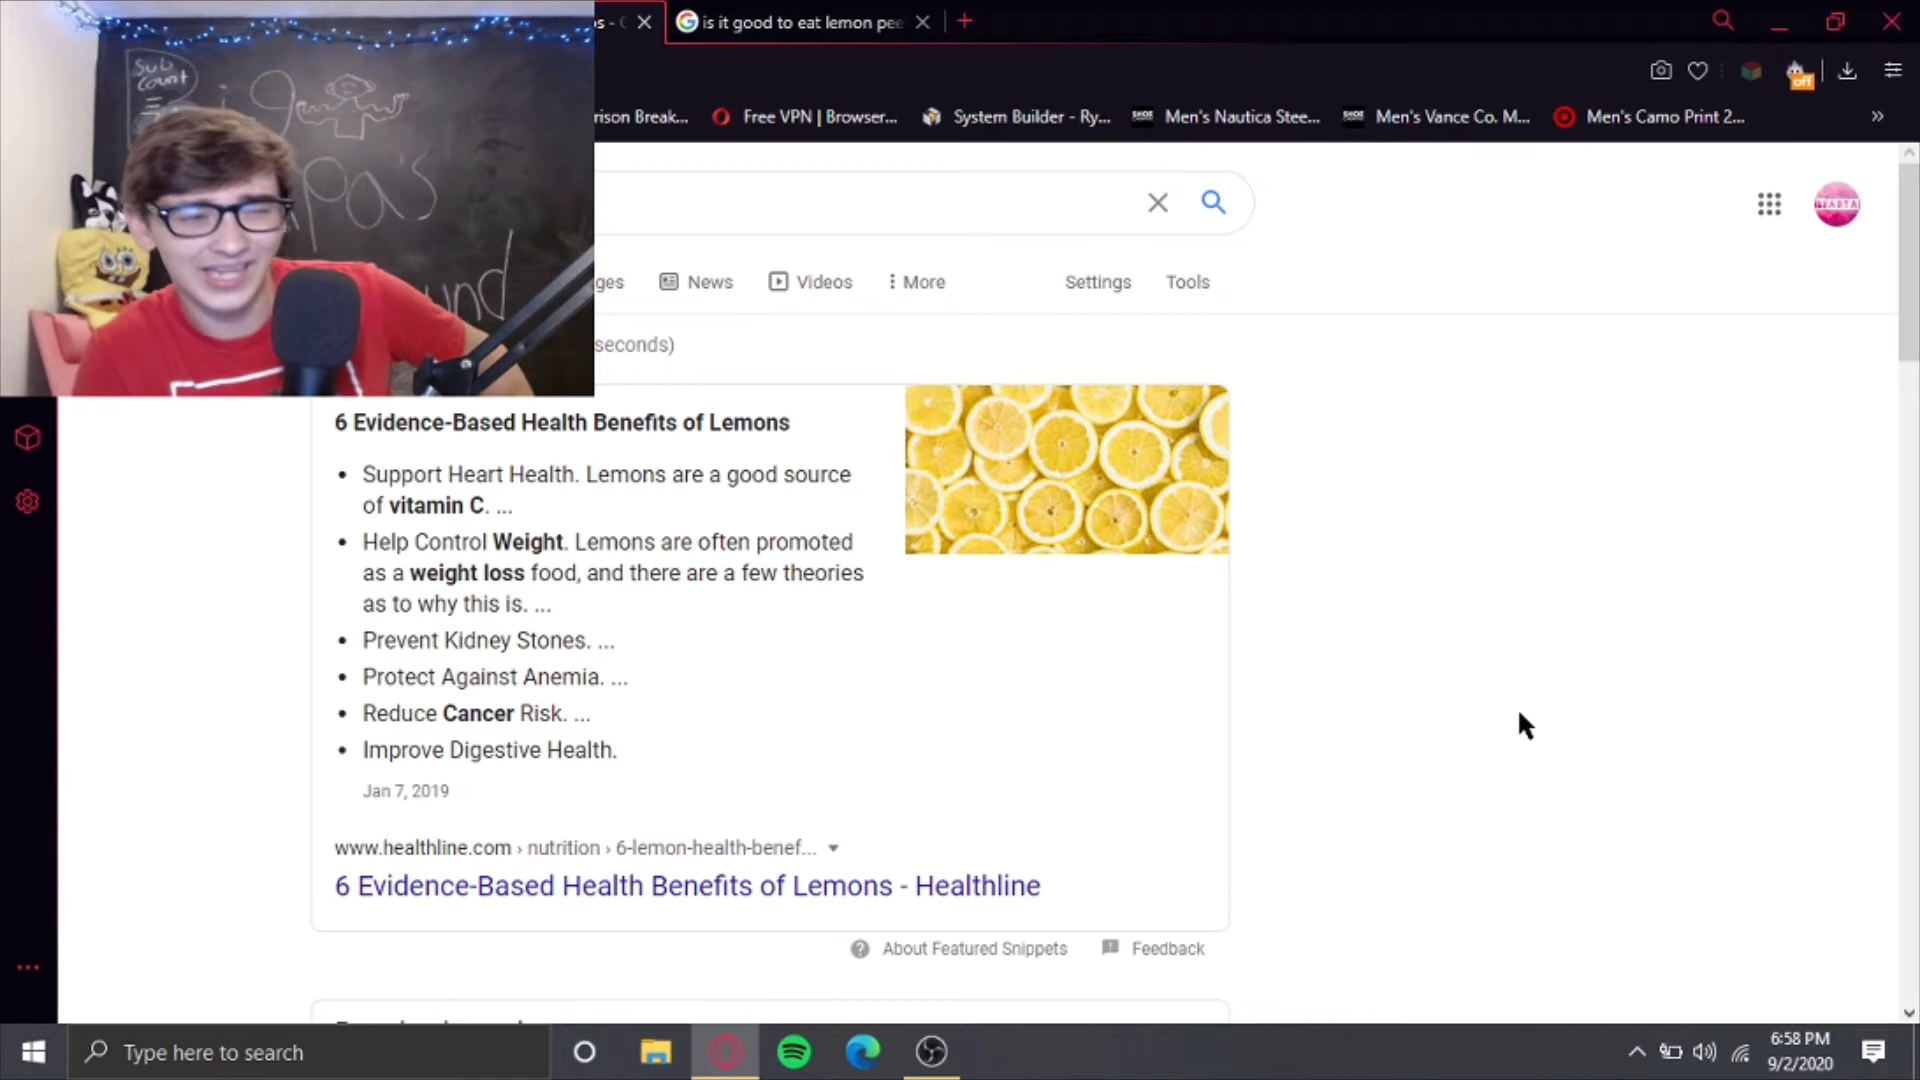 is it good to eat lemon pee
Sub
count
rison Break...
Free VPN | Browser...
System Builder - Ry...
Men's Nautica Stee...
Men's Vance Co. M...
Men's Camo Print 2...
off
pa's
und
ges
News
Videos
More
Settings
Tools
seconds)
6 Evidence-Based Health Benefits of Lemons
• Support Heart Health. Lemons are a good source
of vitamin C. ...
• Help Control Weight. Lemons are often promoted
as a weight loss food, and there are a few theories
as to why this is. ...
• Prevent Kidney Stones. ...
• Protect Against Anemia. ...
• Reduce Cancer Risk. ...
• Improve Digestive Health.
Jan 7, 2019
www.healthline.com › nutrition › 6-lemon-health-benef...
6 Evidence-Based Health Benefits of Lemons - Healthline
About Featured Snippets
Feedback
Type here to search
6:58 PM
9/2/2020